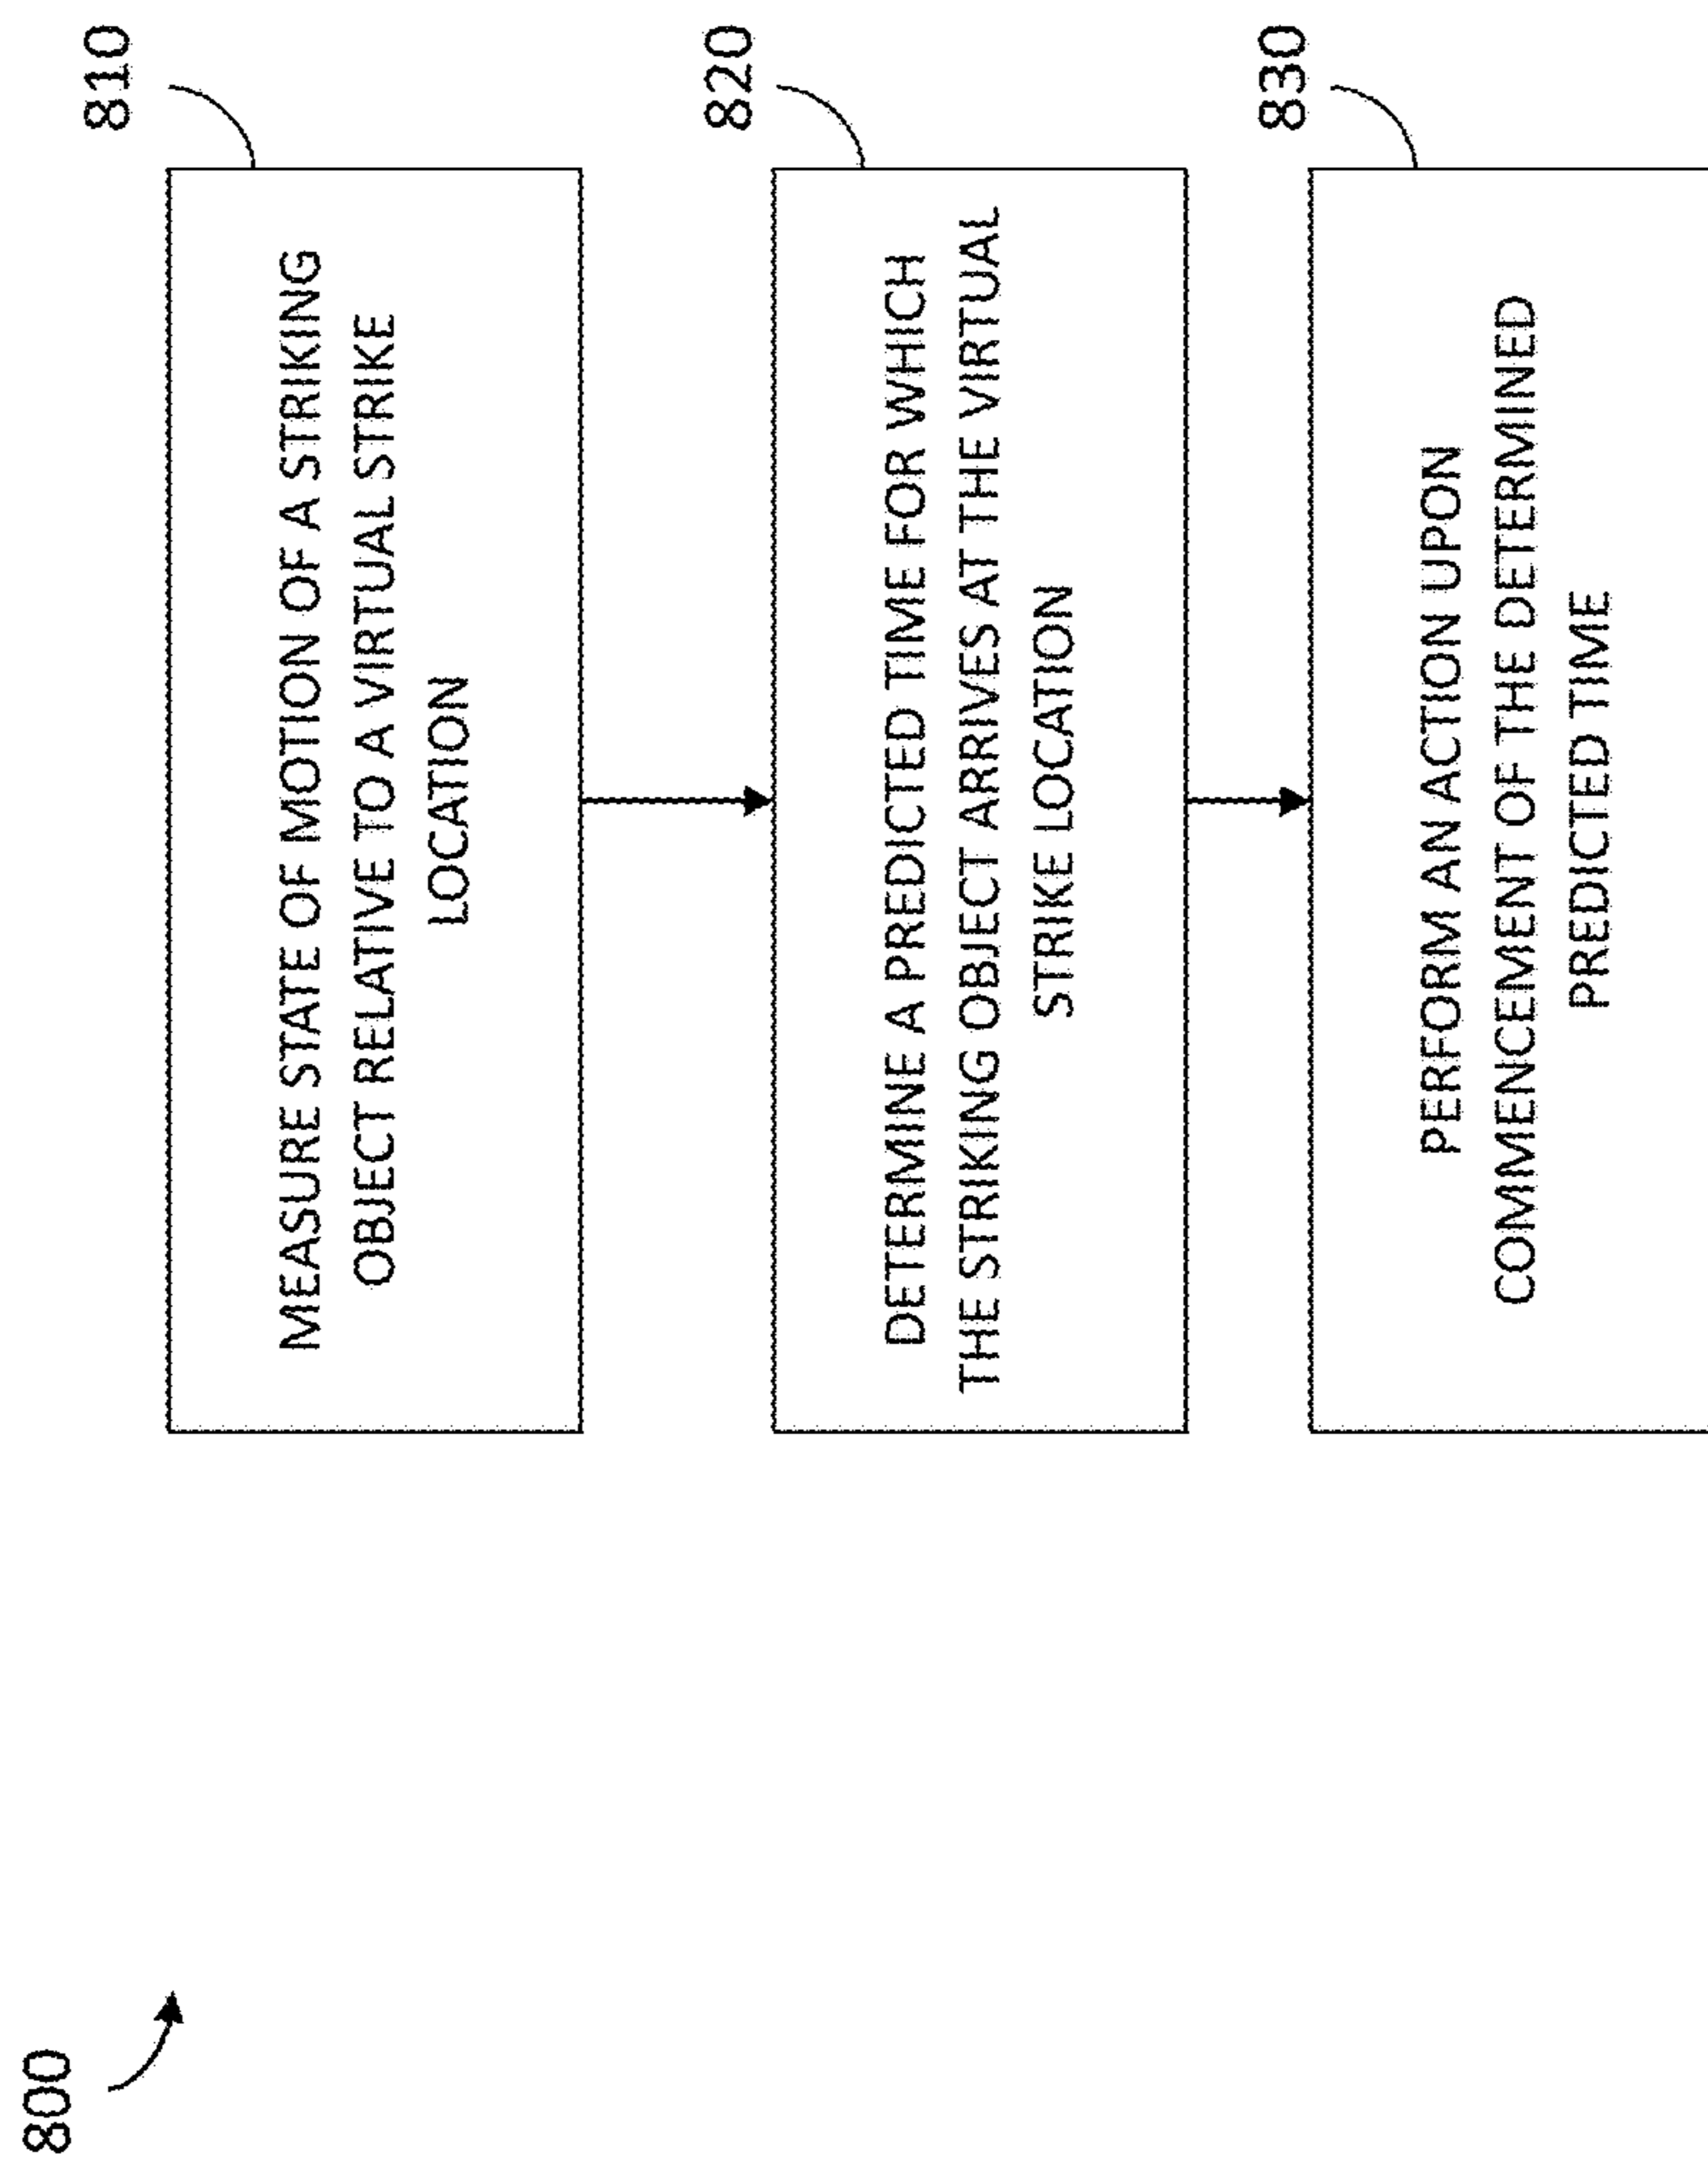 800
810
MEASURE STATE OF MOTION OF A STRIKING
OBJECT RELATIVE TO A VIRTUAL STRIKE
LOCATION
820
DETERMINE A PREDICTED TIME FOR WHICH
THE STRIKING OBJECT ARRIVES AT THE VIRTUAL
STRIKE LOCATION
830
PERFORM AN ACTION UPON
COMMENCEMENT OF THE DETERMINED
PREDICTED TIME